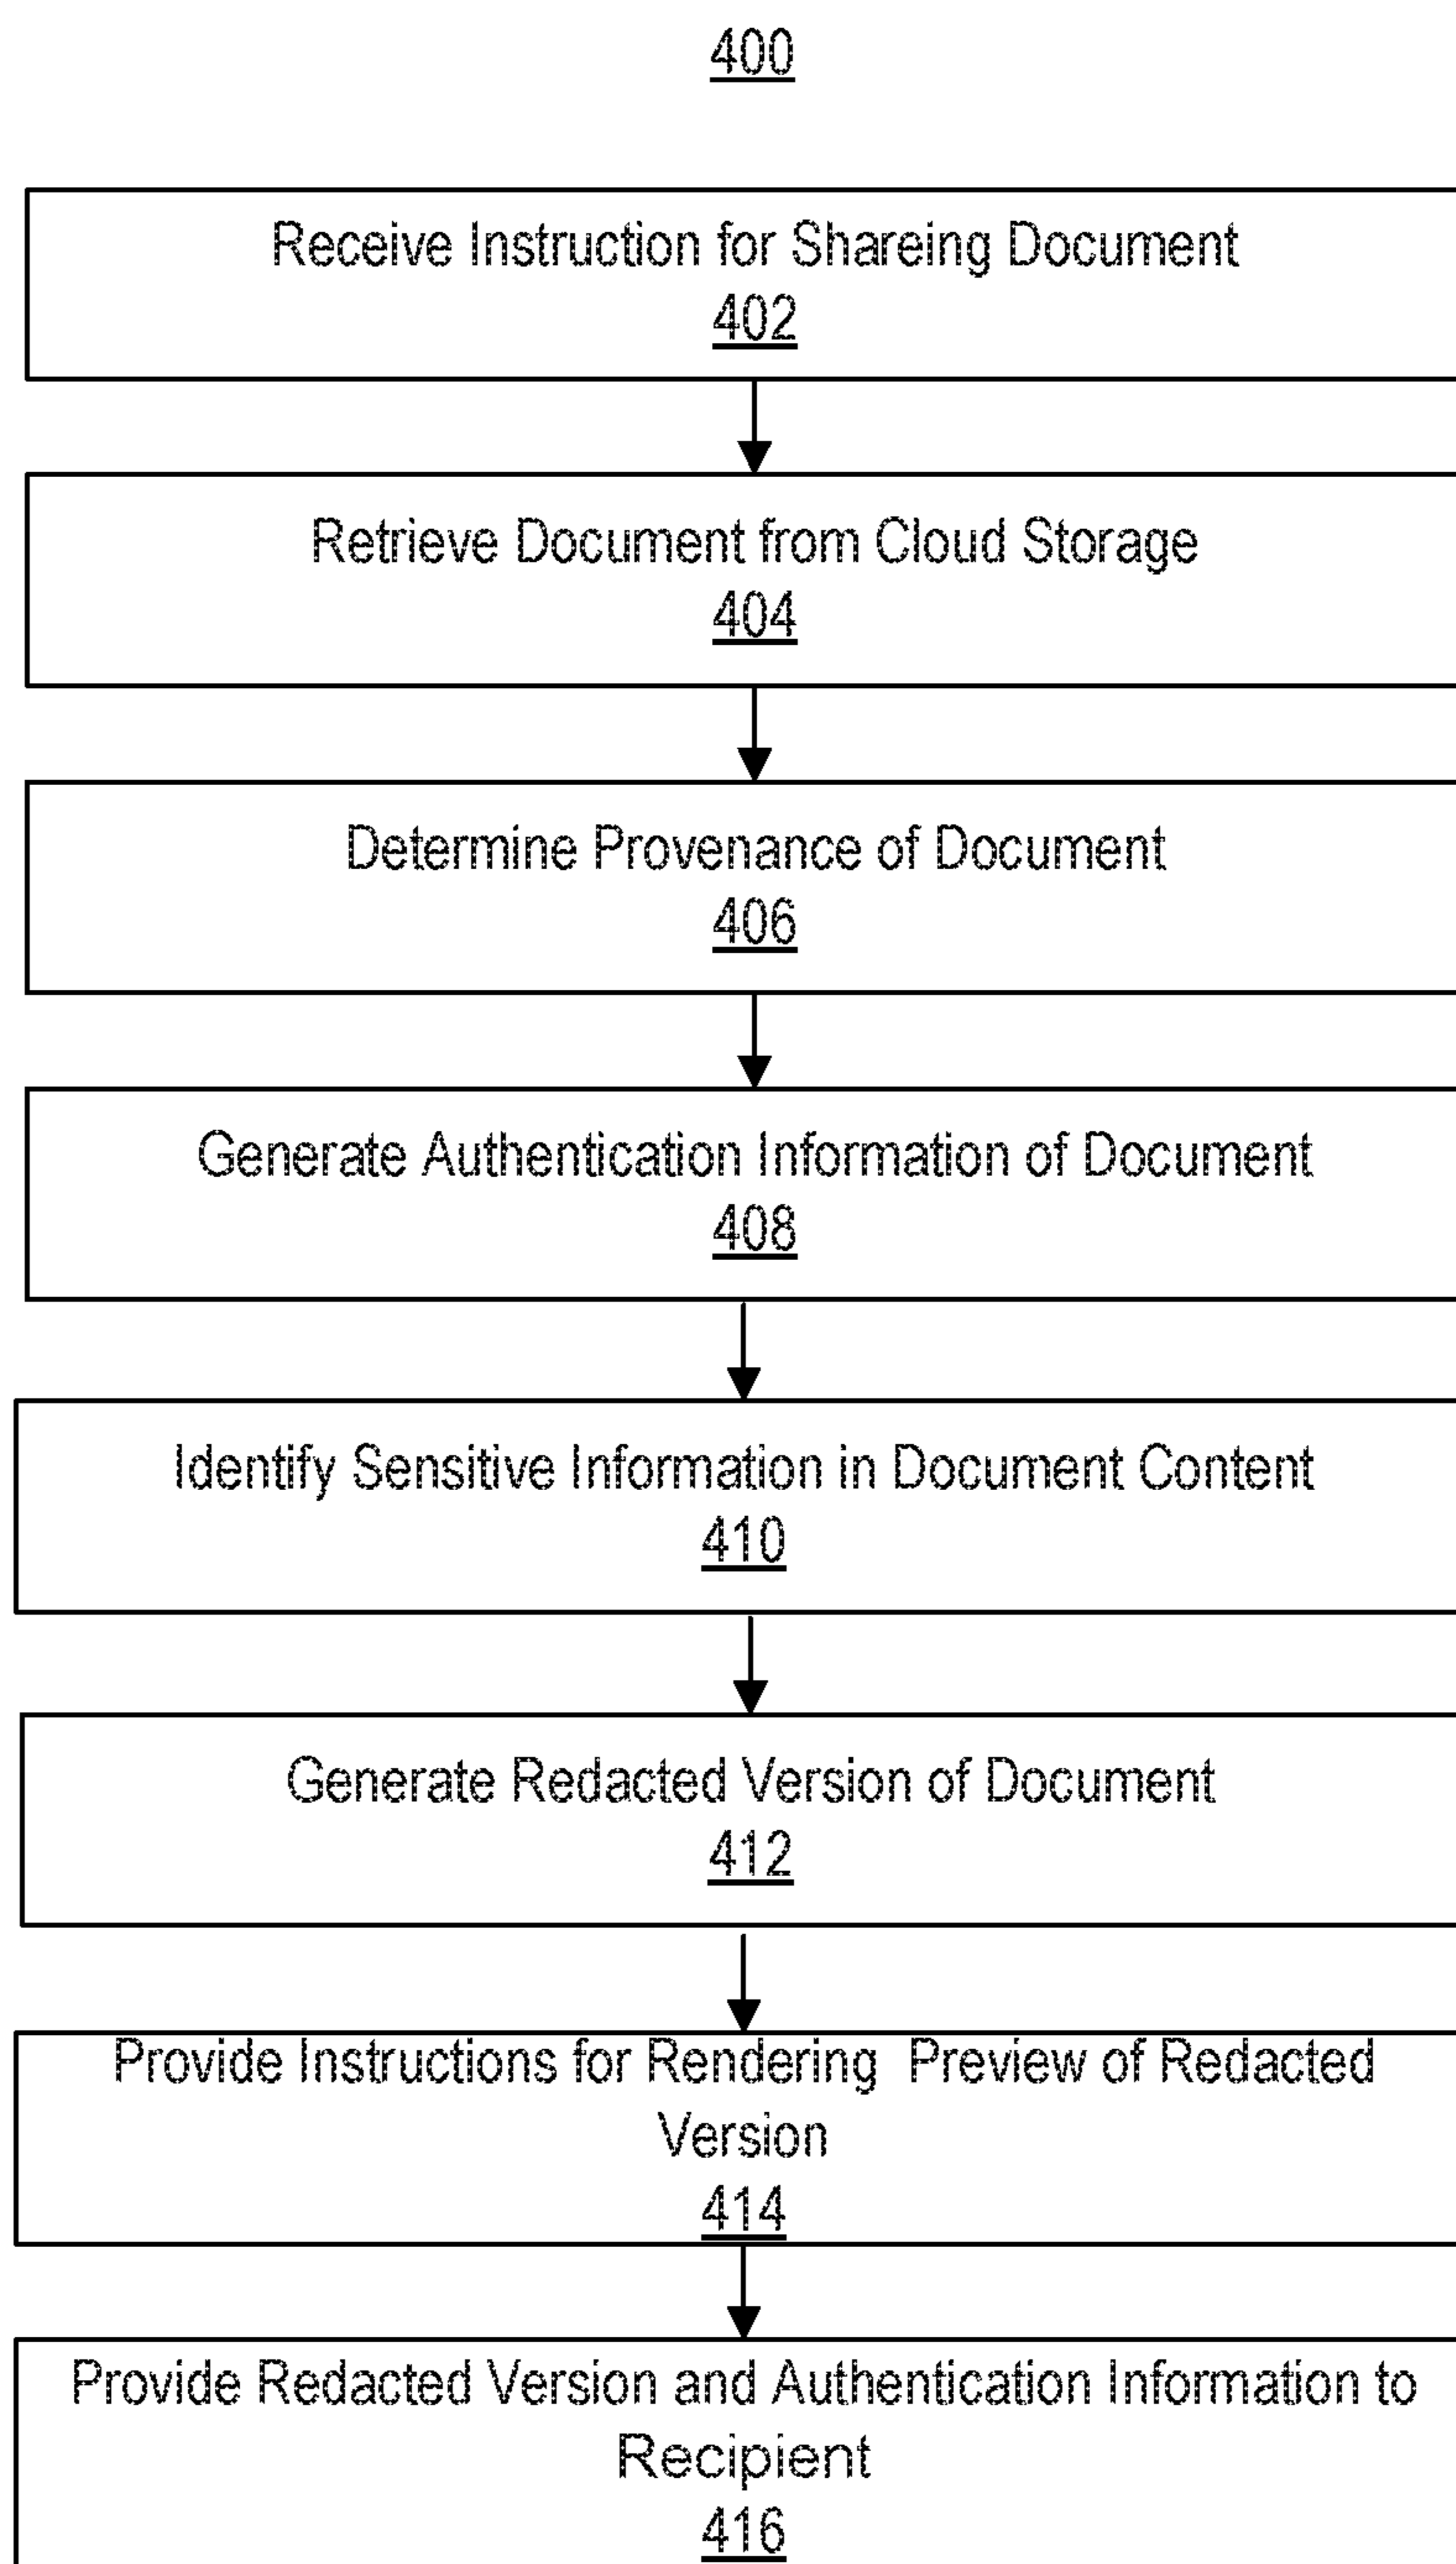 400
Receive Instruction for Shareing Document
402
Retrieve Document from Cloud Storage
404
Determine Provenance of Document
406
Generate Authentication Information of Document
408
Identify Sensitive Information in Document Content
410
Generate Redacted Version of Document
412
Provide Instructions for Rendering Preview of Redacted
Version
414
Provide Redacted Version and Authentication Information to
Recipient
416